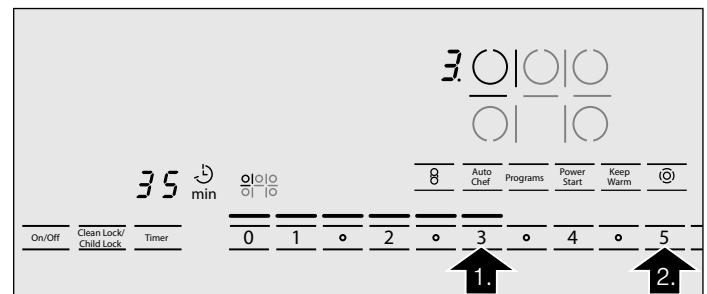 3.
35 min
Auto Chef
Programs
Power Start
Keep Warm
On/Off
Clean Lock/ Child Lock
Timer
0 1 2 3 4 5
1. 2.